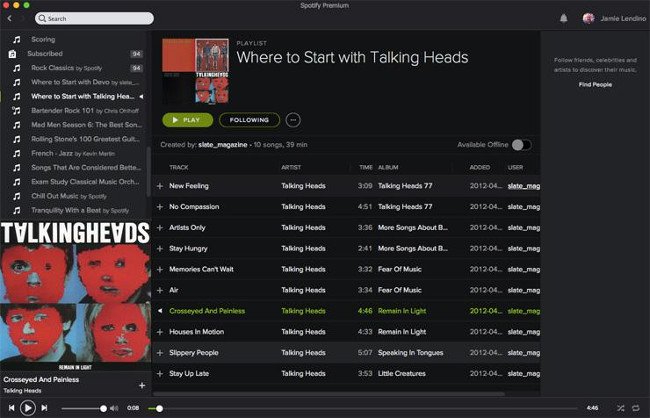 Spotify Premium
Search
Jamie Lendino
Scoring
Subscribed 94
Rock Classics by Spotify 94
Where to Start with Devo by slate_...
Where to Start with Talking Hea...
Bartender Rock 101 by Chris Ohlhoff
Mad Men Season 6: The Best Son...
Rolling Stone's 100 Greatest Guit...
French - Jazz by Kevin Martin
Songs That Are Considered Bette...
Exam Study Classical Music Orch...
Chill Out Music by Spotify
Tranquility With a Beat by Spotify
TALKING HEADS
REMAIN IN LIGHT
Crosseyed And Painless
Talking Heads
PLAYLIST
Where to Start with Talking Heads
PLAY
FOLLOWING
Created by: slate_magazine • 10 songs, 39 min
Available Offline
TRACK ARTIST TIME ALBUM ADDED USER
New Feeling Talking Heads 3:09 Talking Heads 77 2012-04... slate_mag
No Compassion Talking Heads 4:51 Talking Heads 77 2012-04... slate_mag
Artists Only Talking Heads 3:36 More Songs About B... 2012-04... slate_mag
Stay Hungry Talking Heads 2:41 More Songs About B... 2012-04... slate_mag
Memories Can't Wait Talking Heads 3:32 Fear Of Music 2012-04... slate_mag
Air Talking Heads 3:34 Fear Of Music 2012-04... slate_mag
Crosseyed And Painless Talking Heads 4:46 Remain In Light 2012-04... slate_mag
Houses In Motion Talking Heads 4:33 Remain In Light 2012-04... slate_mag
Slippery People Talking Heads 5:07 Speaking In Tongues 2012-04... slate_mag
Stay Up Late Talking Heads 3:53 Little Creatures 2012-04... slate_mag
Follow friends, celebrities and
artists to discover their music.
Find People
0:08
4:46